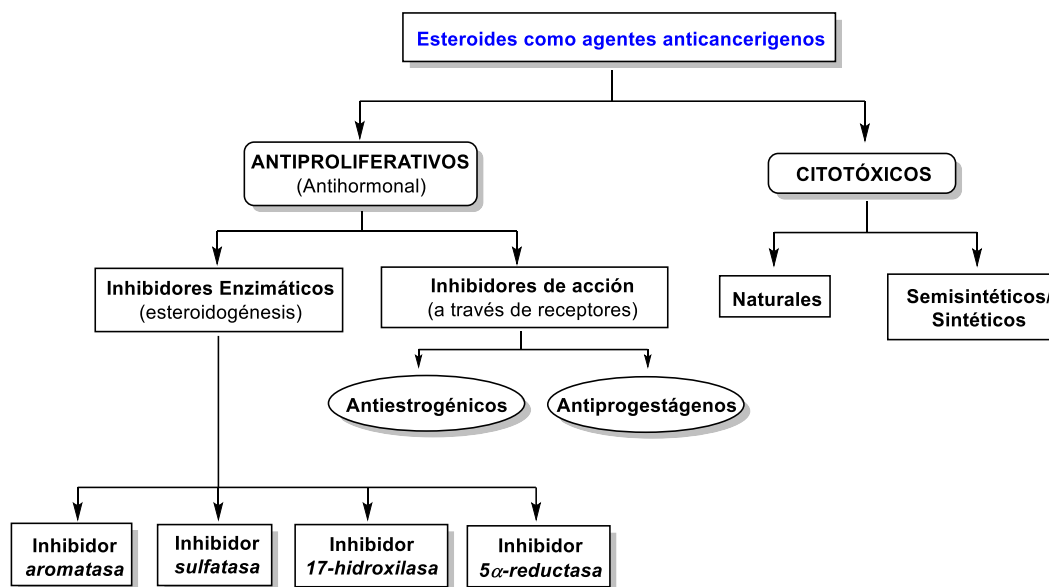 Esteroides como agentes anticancerigenos
ANTIPROLIFERATIVOS
(Antihormonal)
CITOTÓXICOS
Inhibidores Enzimáticos
(esteroidogénesis)
Inhibidores de acción
(a través de receptores)
Naturales
Semisintéticos/
Sintéticos
Antiestrogénicos
Antiprogestágenos
Inhibidor
aromatasa
Inhibidor
sulfatasa
Inhibidor
17-hidroxilasa
Inhibidor
5α-reductasa